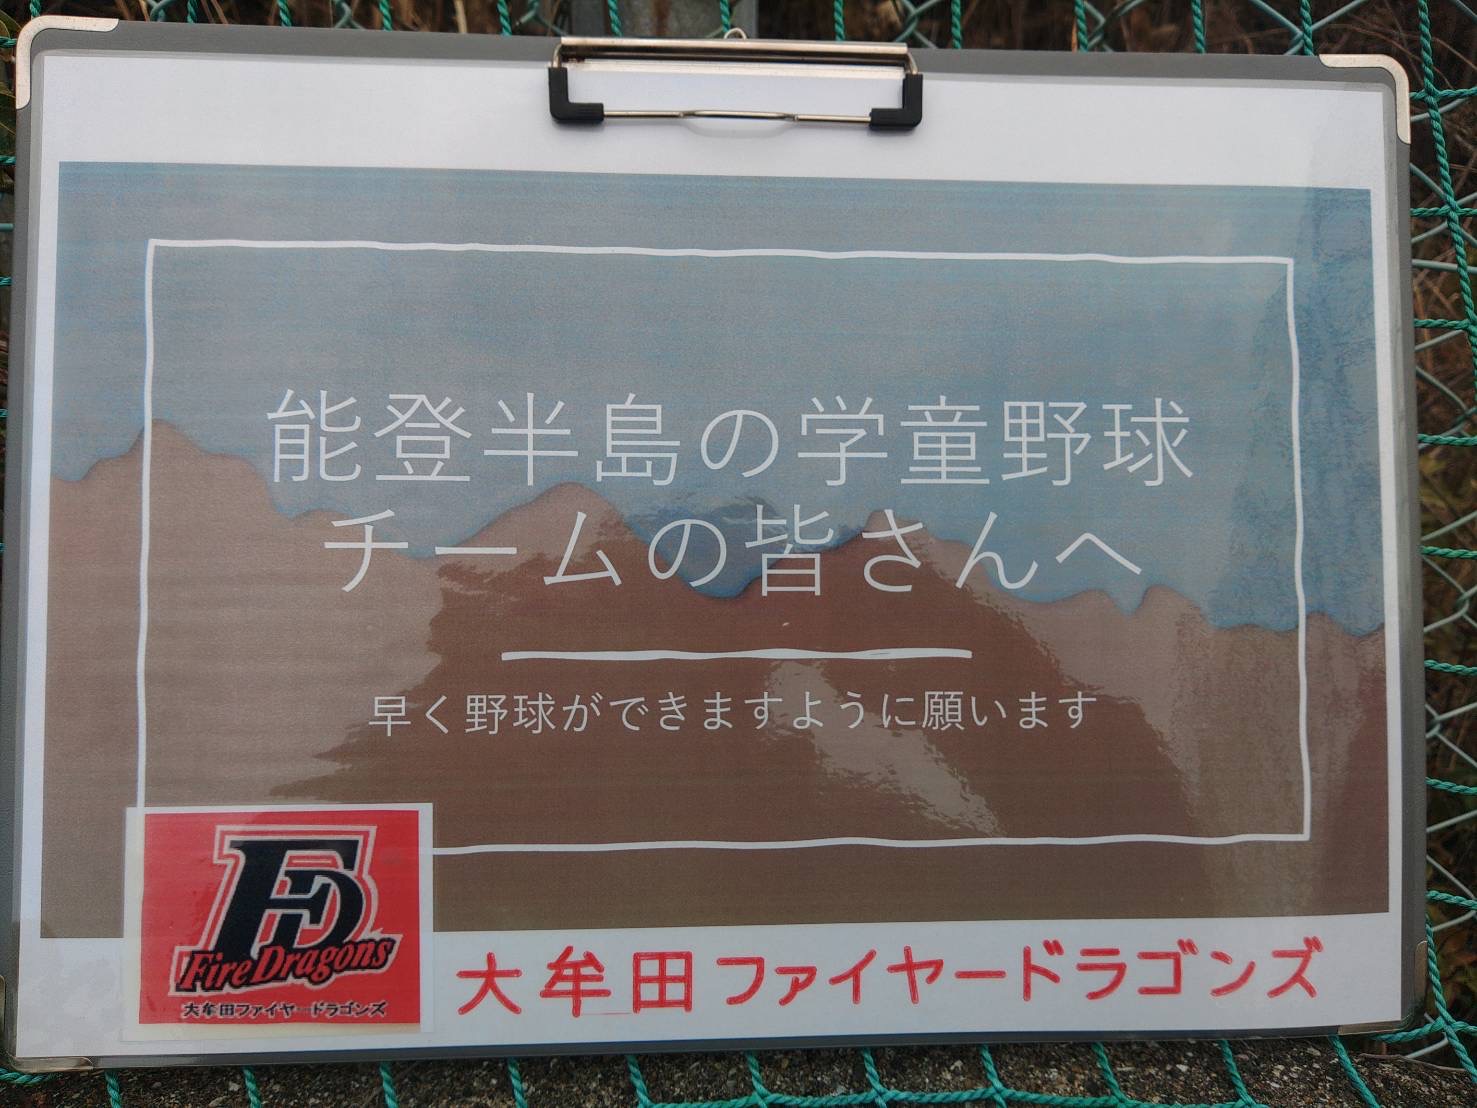 能登半島の学童野球
チームの皆さんへ
早く野球ができますように願います
FD
Fire Dragons
大牟田ファイヤードラゴンズ
大牟田ファイヤードラゴンズ